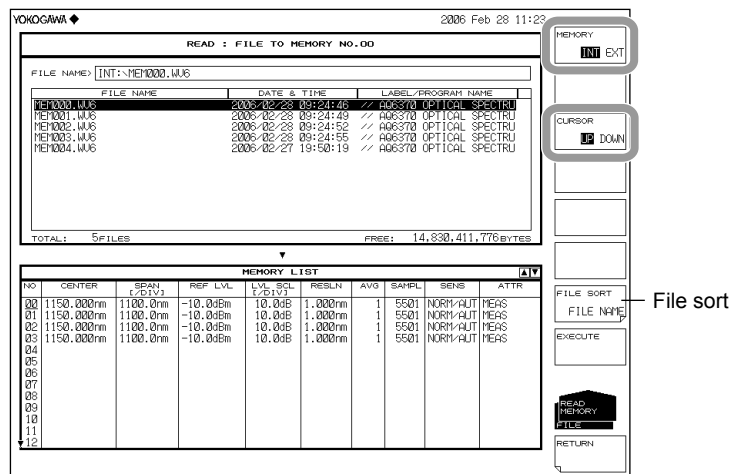 YOKOGAWA ◆ 2006 Feb 28 11:23
READ : FILE TO MEMORY NO.00
FILE NAME> INT:\MEM000.WV6
FILE NAME DATE & TIME LABEL/PROGRAM NAME
MEM000.WV6 2006/02/28 09:24:46 // AQ6370 OPTICAL SPECTRU
MEM001.WV6 2006/02/28 09:24:49 // AQ6370 OPTICAL SPECTRU
MEM002.WV6 2006/02/28 09:24:52 // AQ6370 OPTICAL SPECTRU
MEM003.WV6 2006/02/28 09:24:55 // AQ6370 OPTICAL SPECTRU
MEM004.WV6 2006/02/27 19:50:19 // AQ6370 OPTICAL SPECTRU
TOTAL: 5FILES FREE: 14,830,411,776BYTES
▼
MEMORY LIST ▲▼
NO CENTER SPAN [/DIV] REF LVL LVL SCL [/DIV] RESLN AVG SAMPL SENS ATTR
00 1150.000nm 1100.0nm -10.0dBm 10.0dB 1.000nm 1 5501 NORM/AUT MEAS
01 1150.000nm 1100.0nm -10.0dBm 10.0dB 1.000nm 1 5501 NORM/AUT MEAS
02 1150.000nm 1100.0nm -10.0dBm 10.0dB 1.000nm 1 5501 NORM/AUT MEAS
03 1150.000nm 1100.0nm -10.0dBm 10.0dB 1.000nm 1 5501 NORM/AUT MEAS
04
05
06
07
08
09
10
11
▼12
MEMORY
INT EXT
CURSOR
UP DOWN
FILE SORT
FILE NAME
File sort
EXECUTE
READ
MEMORY
FILE
RETURN